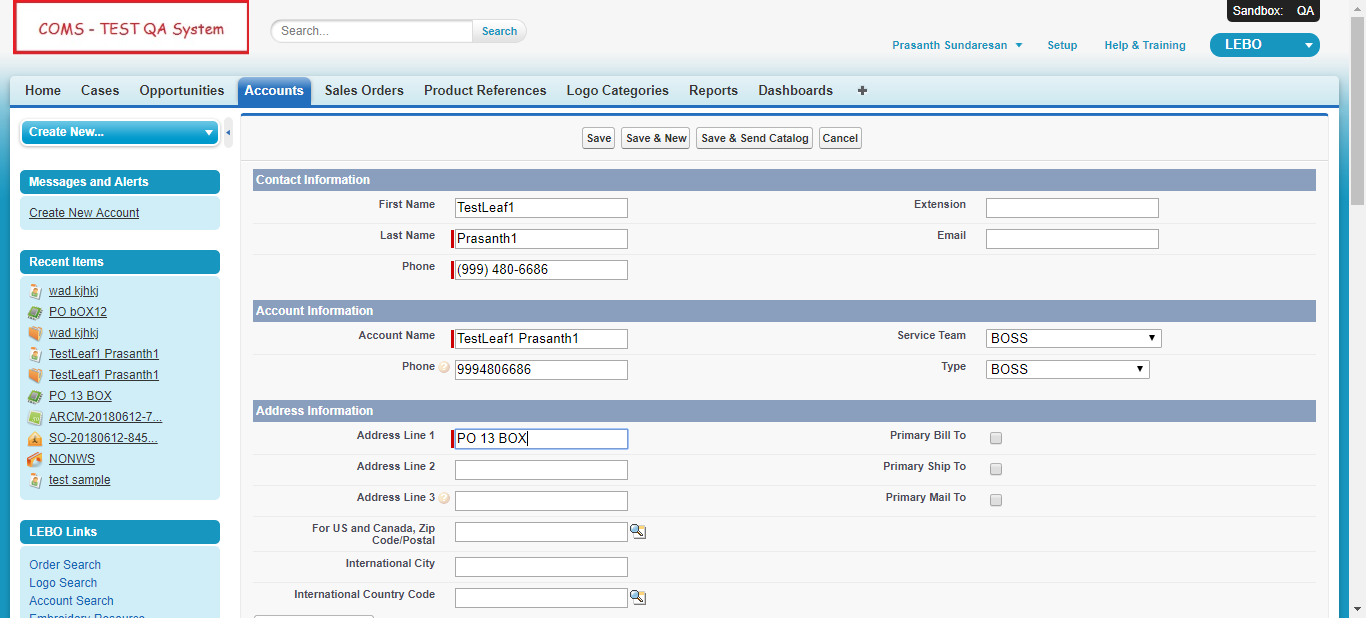 COMS - TEST QA System
Search...
Search
Sandbox: QA
Prasanth Sundaresan
Setup
Help & Training
LEBO
Home
Cases
Opportunities
Accounts
Sales Orders
Product References
Logo Categories
Reports
Dashboards
+
Create New...
Messages and Alerts
Create New Account
Recent Items
wad kjhkj
PO bOX12
wad kjhkj
TestLeaf1 Prasanth1
TestLeaf1 Prasanth1
PO 13 BOX
ARCM-20180612-7...
SO-20180612-845...
NONWS
test sample
LEBO Links
Order Search
Logo Search
Account Search
Embroidery Resource
Save
Save & New
Save & Send Catalog
Cancel
Contact Information
First Name TestLeaf1
Extension
Last Name Prasanth1
Email
Phone (999) 480-6686
Account Information
Account Name TestLeaf1 Prasanth1
Service Team BOSS
Phone ? 9994806686
Type BOSS
Address Information
Address Line 1 PO 13 BOX
Primary Bill To
Address Line 2
Primary Ship To
Address Line 3 ?
Primary Mail To
For US and Canada, Zip
Code/Postal
International City
International Country Code